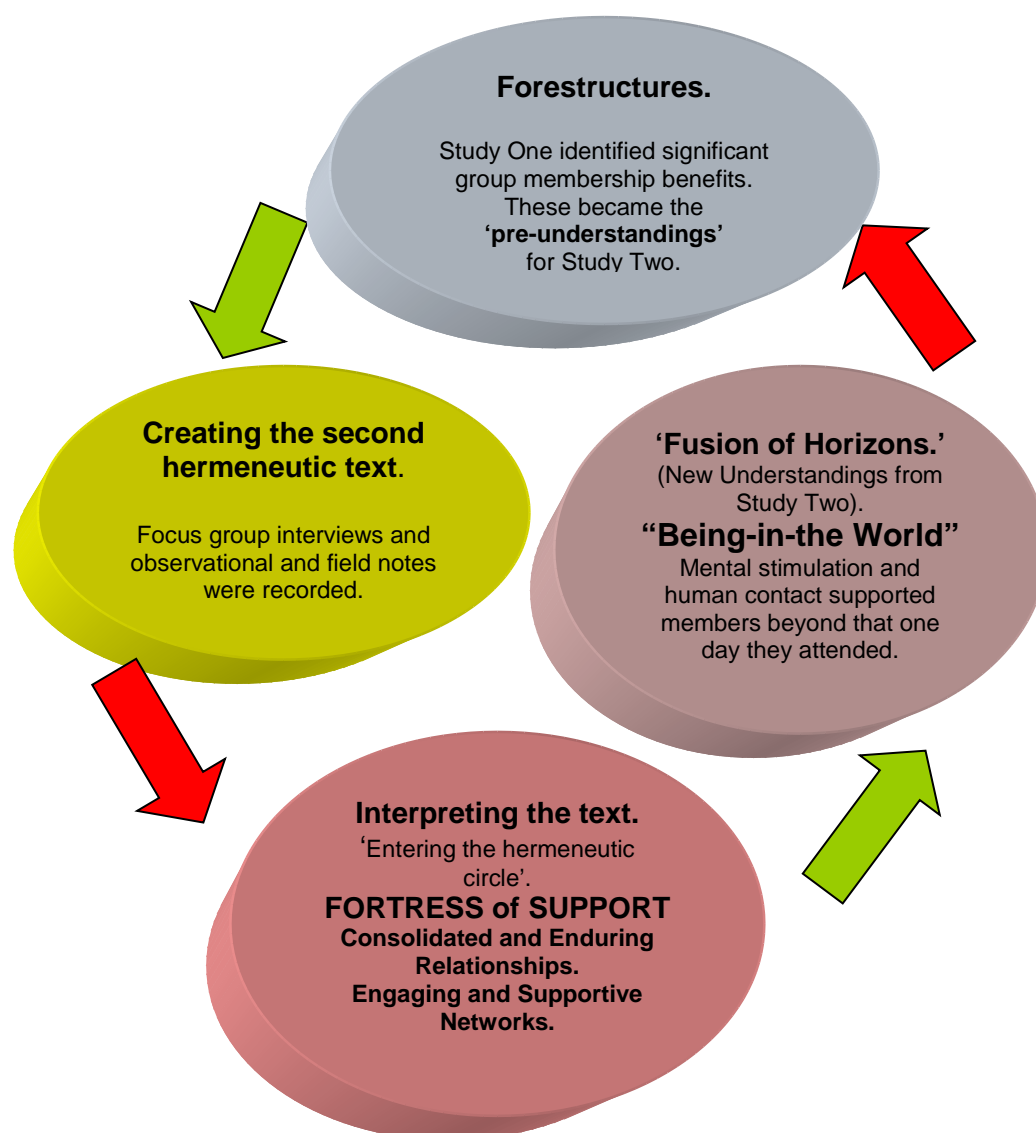 Forestructures.
Study One identified significant
group membership benefits.
These became the
‘pre-understandings’
for Study Two.
Creating the second
hermeneutic text.
Focus group interviews and
observational and field notes
were recorded.
‘Fusion of Horizons.’
(New Understandings from
Study Two).
“Being-in-the World”
Mental stimulation and
human contact supported
members beyond that one
day they attended.
Interpreting the text.
‘Entering the hermeneutic
circle’.
FORTRESS of SUPPORT
Consolidated and Enduring
Relationships.
Engaging and Supportive
Networks.